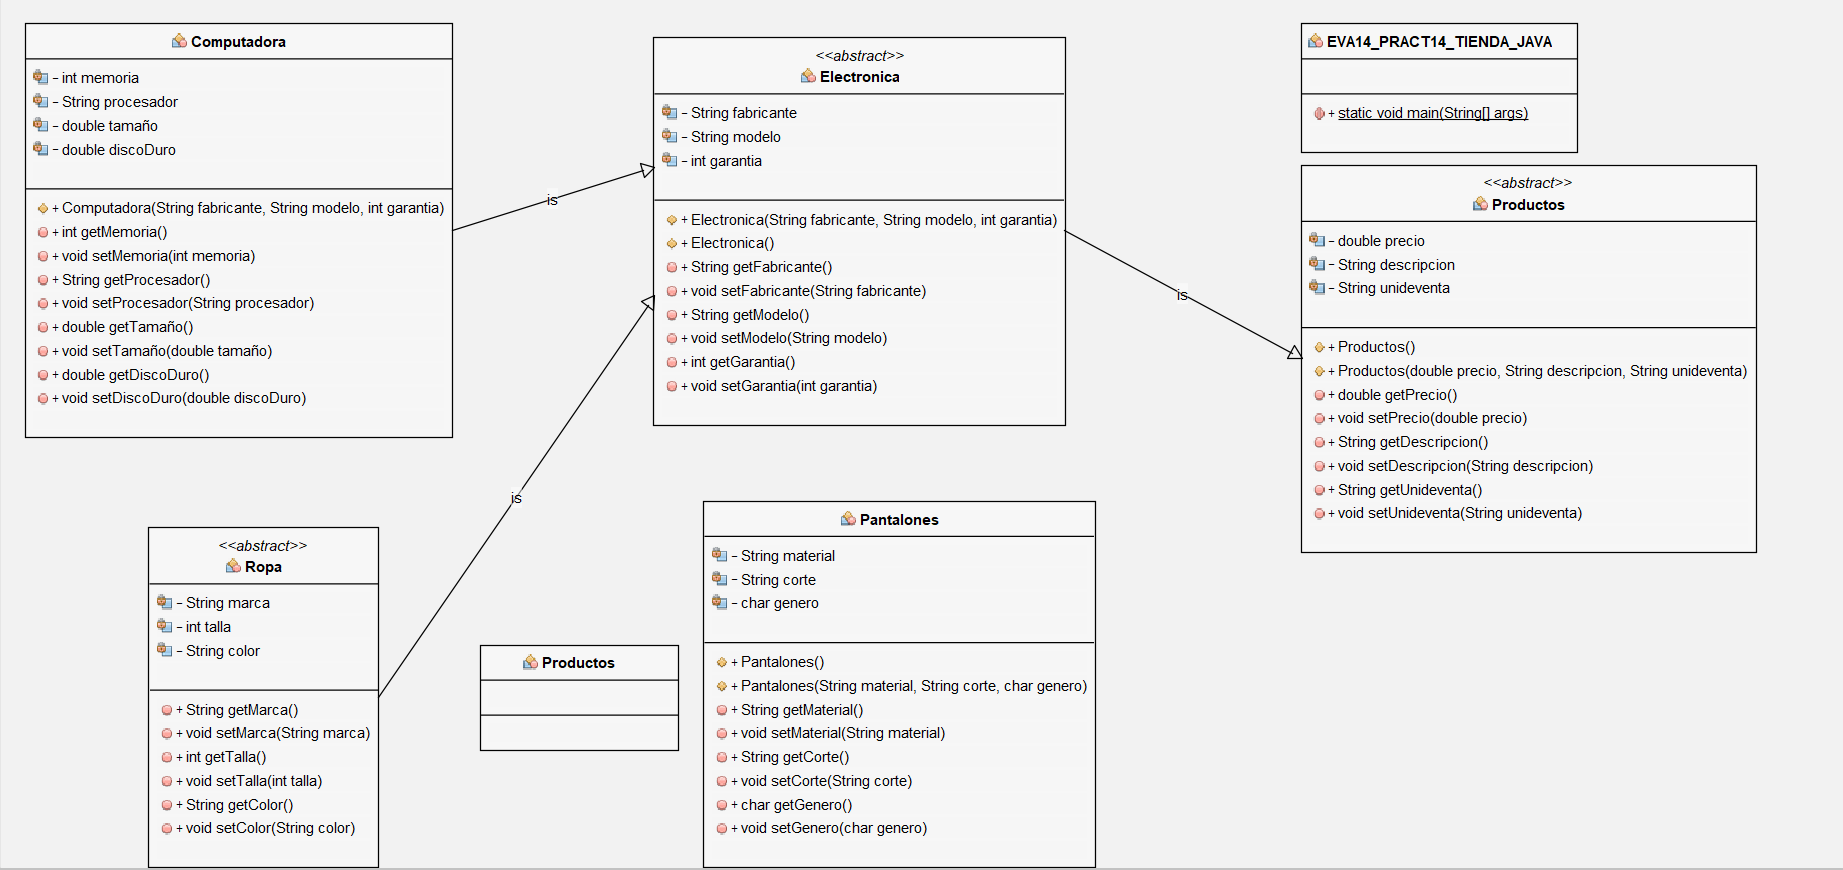 Computadora
- int memoria
- String procesador
- double tamaño
- double discoDuro
+ Computadora(String fabricante, String modelo, int garantia)
+ int getMemoria()
+ void setMemoria(int memoria)
+ String getProcesador()
+ void setProcesador(String procesador)
+ double getTamaño()
+ void setTamaño(double tamaño)
+ double getDiscoDuro()
+ void setDiscoDuro(double discoDuro)
is
<<abstract>>
Electronica
- String fabricante
- String modelo
- int garantia
+ Electronica(String fabricante, String modelo, int garantia)
+ Electronica()
+ String getFabricante()
+ void setFabricante(String fabricante)
+ String getModelo()
+ void setModelo(String modelo)
+ int getGarantia()
+ void setGarantia(int garantia)
is
EVA14_PRACT14_TIENDA_JAVA
+ static void main(String[] args)
<<abstract>>
Productos
- double precio
- String descripcion
- String unideventa
+ Productos()
+ Productos(double precio, String descripcion, String unideventa)
+ double getPrecio()
+ void setPrecio(double precio)
+ String getDescripcion()
+ void setDescripcion(String descripcion)
+ String getUnideventa()
+ void setUnideventa(String unideventa)
is
<<abstract>>
Ropa
- String marca
- int talla
- String color
+ String getMarca()
+ void setMarca(String marca)
+ int getTalla()
+ void setTalla(int talla)
+ String getColor()
+ void setColor(String color)
Productos
Pantalones
- String material
- String corte
- char genero
+ Pantalones()
+ Pantalones(String material, String corte, char genero)
+ String getMaterial()
+ void setMaterial(String material)
+ String getCorte()
+ void setCorte(String corte)
+ char getGenero()
+ void setGenero(char genero)